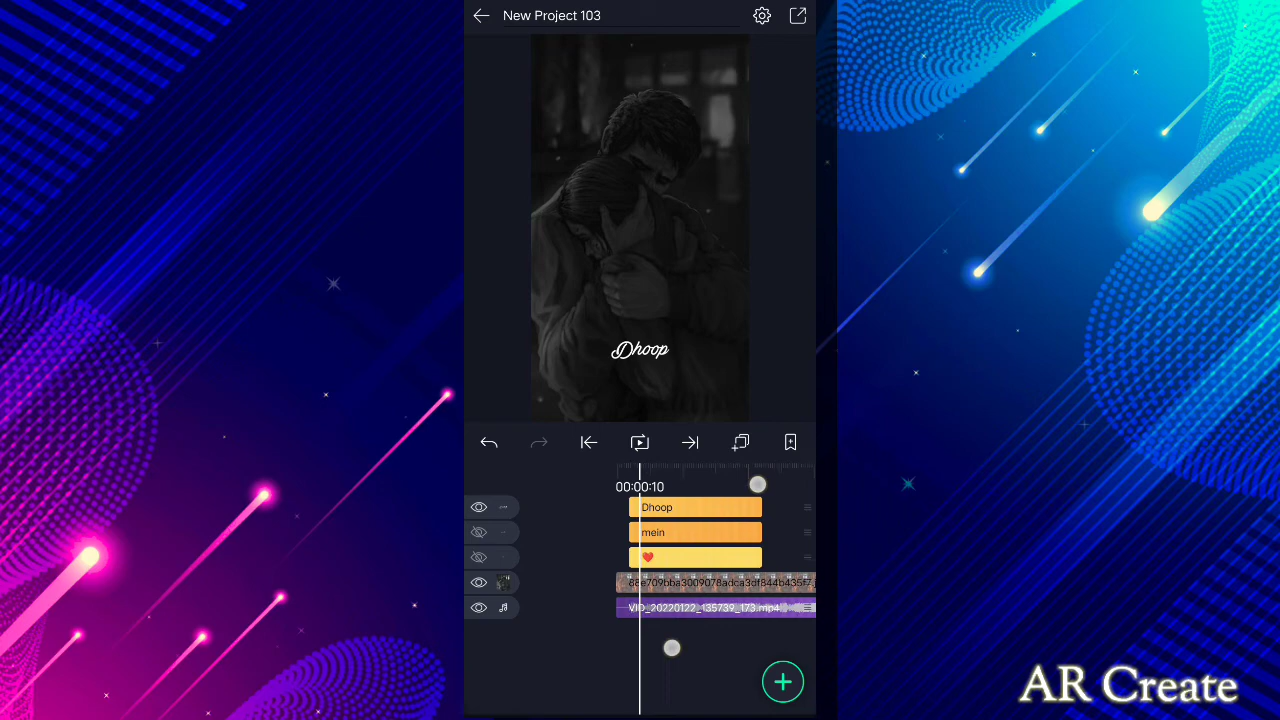 New Project 103
Dhoop
00:00:10
Dhoop
mein
VID_20220122_135739_173.mp4
AR Create